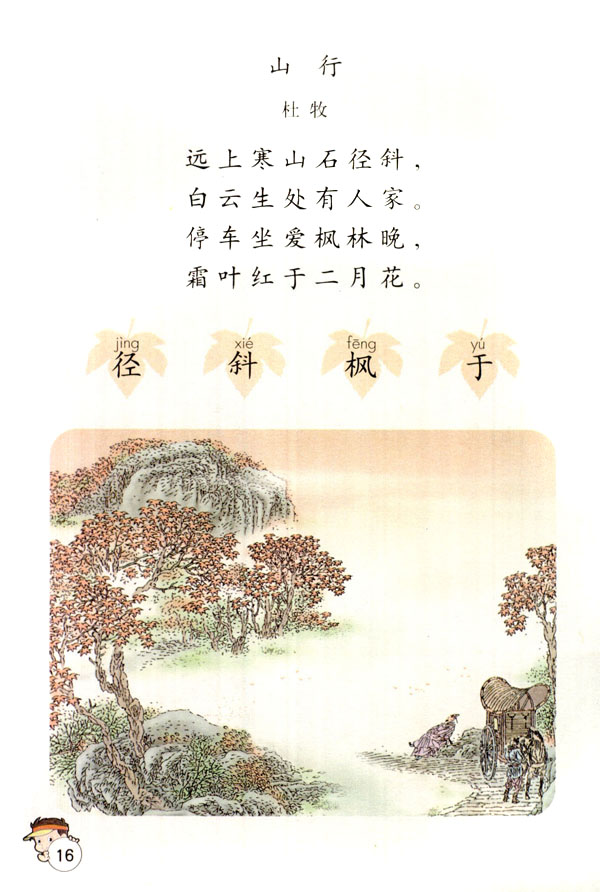 山 行
杜牧
远上寒山石径斜，
白云生处有人家。
停车坐爱枫林晚，
霜叶红于二月花。
jìng xié fēng yú
径 斜 枫 于
16